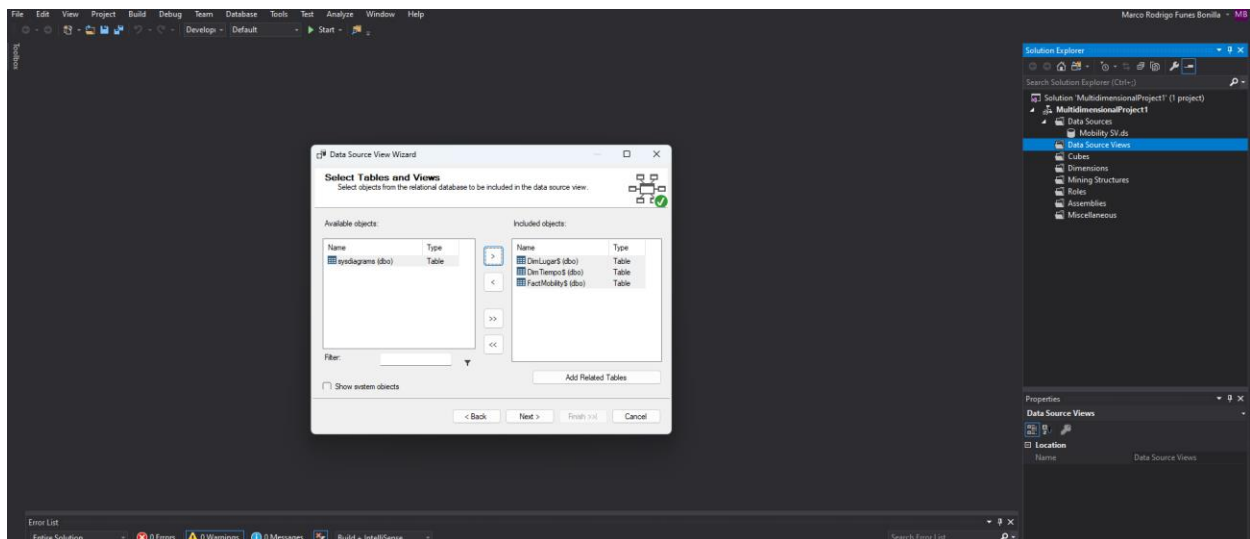 File Edit View Project Build Debug Team Database Tools Test Analyze Window Help
Marco Rodrigo Funes Bonilla MB
Develop Default Start
Toolbox
Solution Explorer
Search Solution Explorer (Ctrl+;)
Solution 'MultidimensionalProject1' (1 project)
MultidimensionalProject1
Data Sources
Mobility SV.ds
Data Source Views
Cubes
Dimensions
Mining Structures
Roles
Assemblies
Miscellaneous
Data Source View Wizard
Select Tables and Views
Select objects from the relational database to be included in the data source view.
Available objects:
Included objects:
Name Type
sysdiagrams (dbo) Table
Name Type
DimLugar$ (dbo) Table
DimTiempo$ (dbo) Table
FactMobility$ (dbo) Table
>
<
>>
<<
Filter:
Add Related Tables
Show system objects
< Back Next > Finish >>| Cancel
Properties
Data Source Views
Location
Name Data Source Views
Error List
Entire Solution 0 Errors 0 Warnings 0 Messages Build + IntelliSense Search Error List